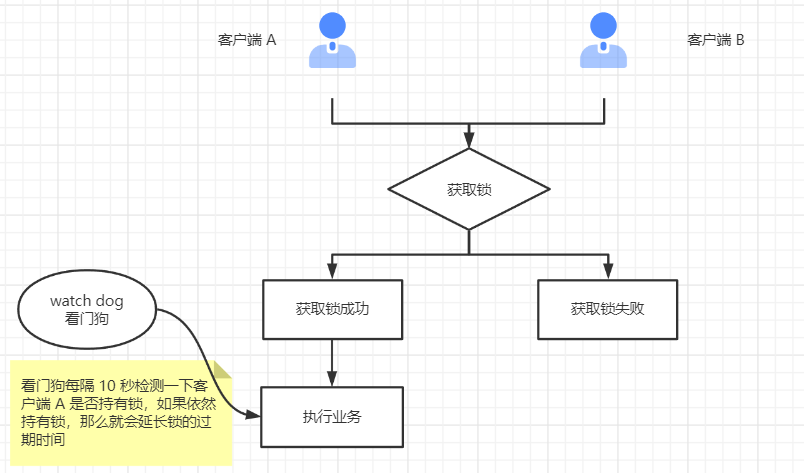 客户端 A
客户端 B
获取锁
获取锁成功
获取锁失败
watch dog
看门狗
看门狗每隔 10 秒检测一下客
户端 A 是否持有锁，如果依然
持有锁，那么就会延长锁的过
期时间
执行业务